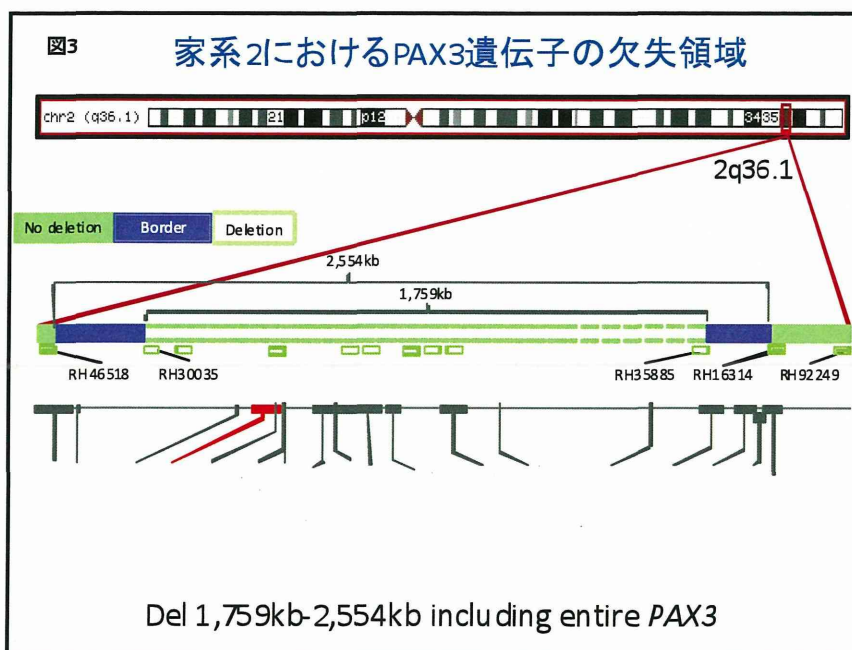 図3
家系2におけるPAX3遺伝子の欠失領域
chr2 (q36.1) 21 p12 34 35
2q36.1
No deletion Border Deletion
2,554kb
1,759kb
RH46518 RH30035 RH35885 RH16314 RH92249
Del 1,759kb-2,554kb including entire PAX3